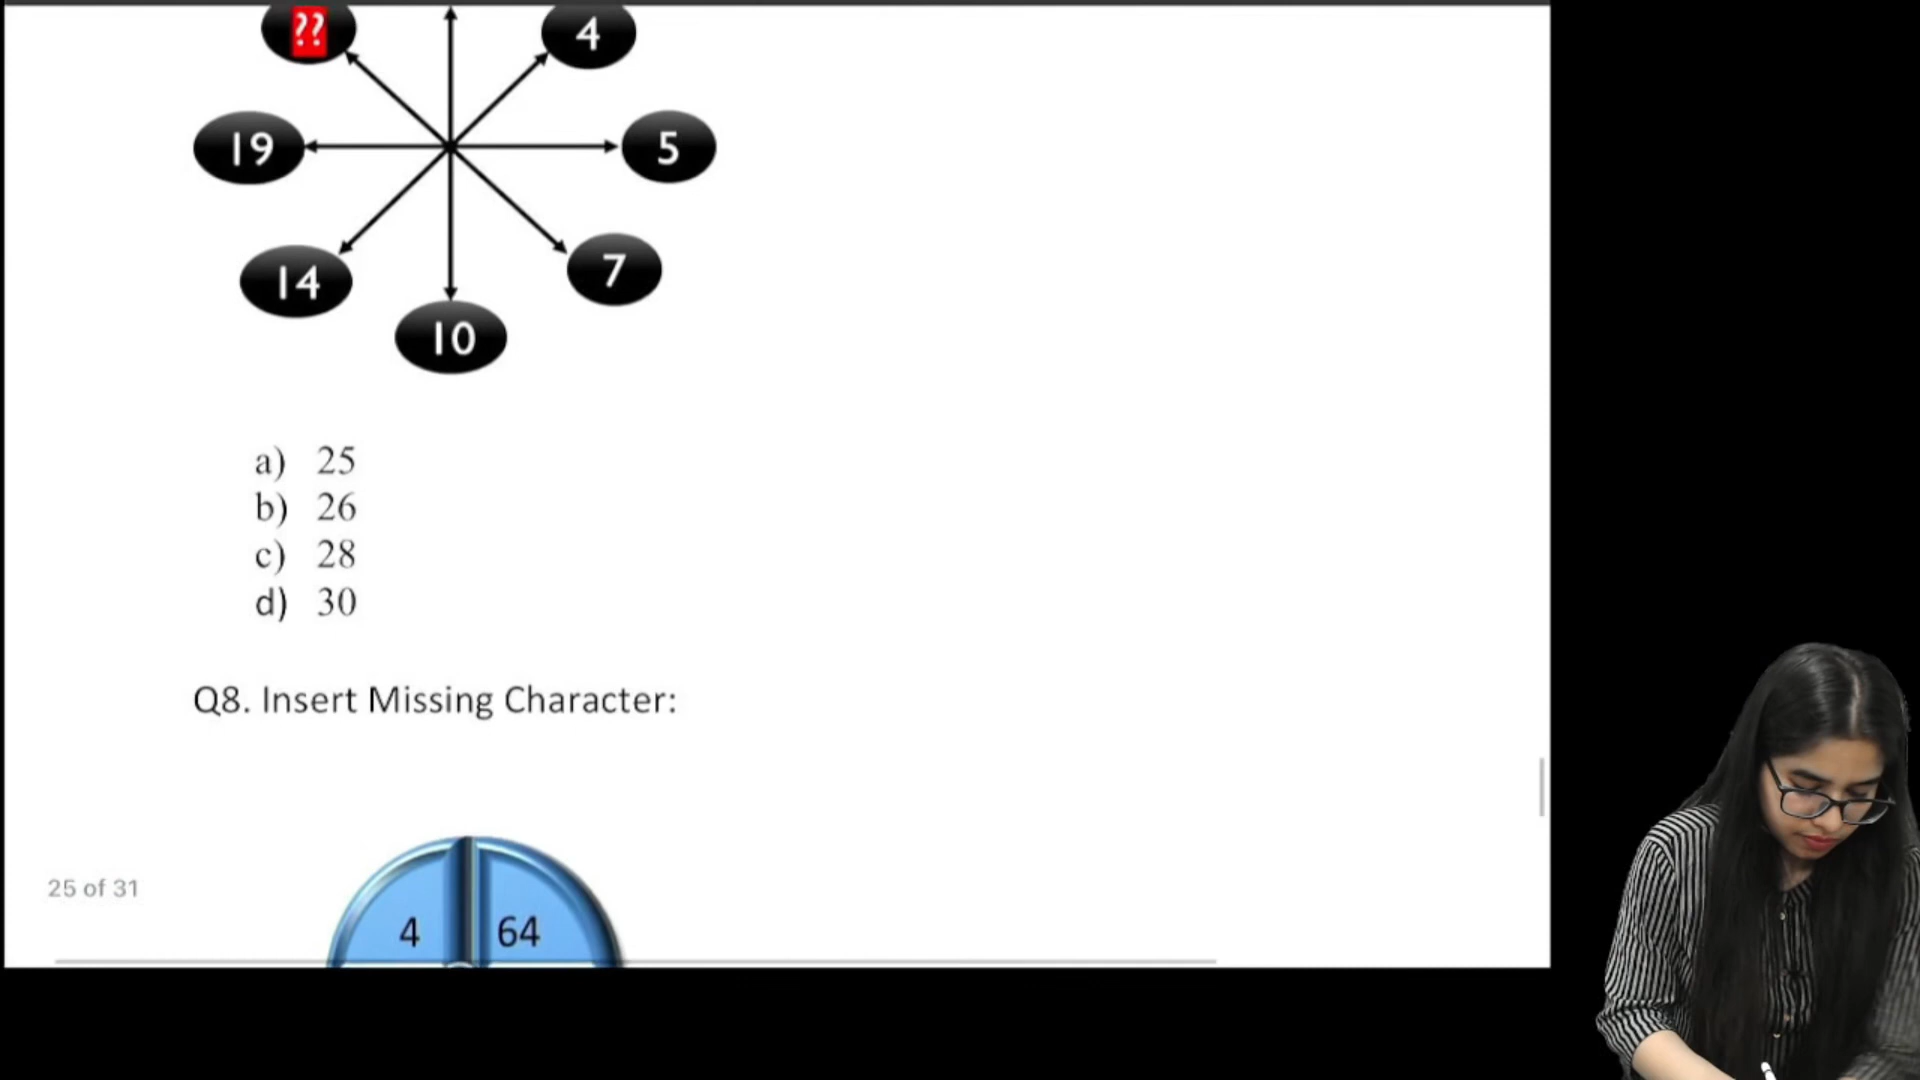 ??
4
19
5
14
7
10
a) 25
b) 26
c) 28
d) 30
Q8. Insert Missing Character:
25 of 31
4 64